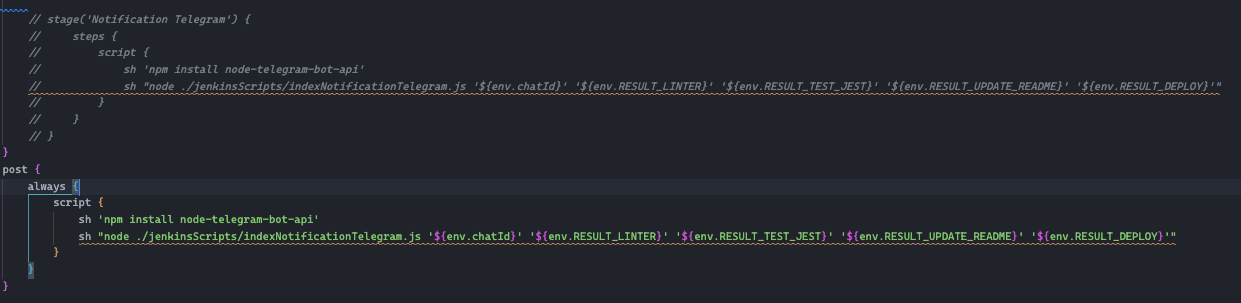 // stage('Notification Telegram') {
//     steps {
//         script {
//             sh 'npm install node-telegram-bot-api'
//             sh "node ./jenkinsScripts/indexNotificationTelegram.js '${env.chatId}' '${env.RESULT_LINTER}' '${env.RESULT_TEST_JEST}' '${env.RESULT_UPDATE_README}' '${env.RESULT_DEPLOY}'"
//         }
//     }
// }
}
post {
    always {
        script {
            sh 'npm install node-telegram-bot-api'
            sh "node ./jenkinsScripts/indexNotificationTelegram.js '${env.chatId}' '${env.RESULT_LINTER}' '${env.RESULT_TEST_JEST}' '${env.RESULT_UPDATE_README}' '${env.RESULT_DEPLOY}'"
        }
    }
}